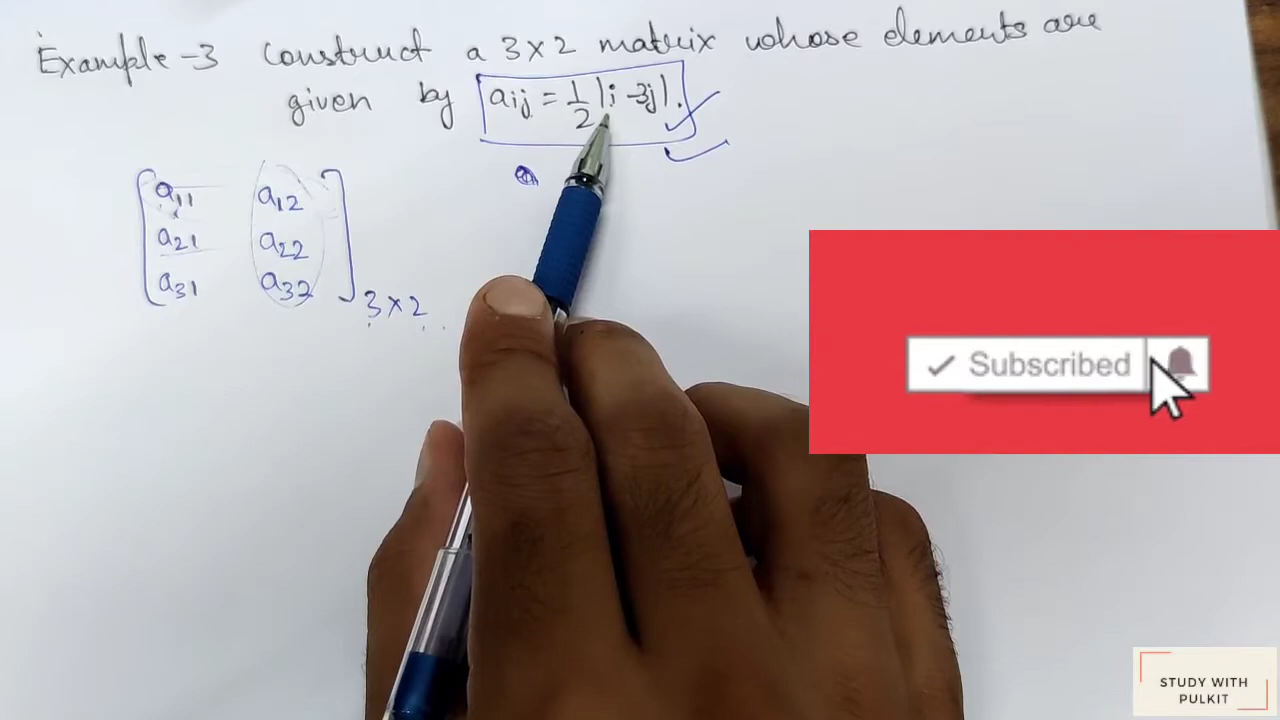 Example-3 Construct a 3×2 matrix whose elements are
given by aij = 1/2 |i -3j|.
a11 a12
a21 a22
a31 a32
3×2
Subscribed
STUDY WITH
PULKIT